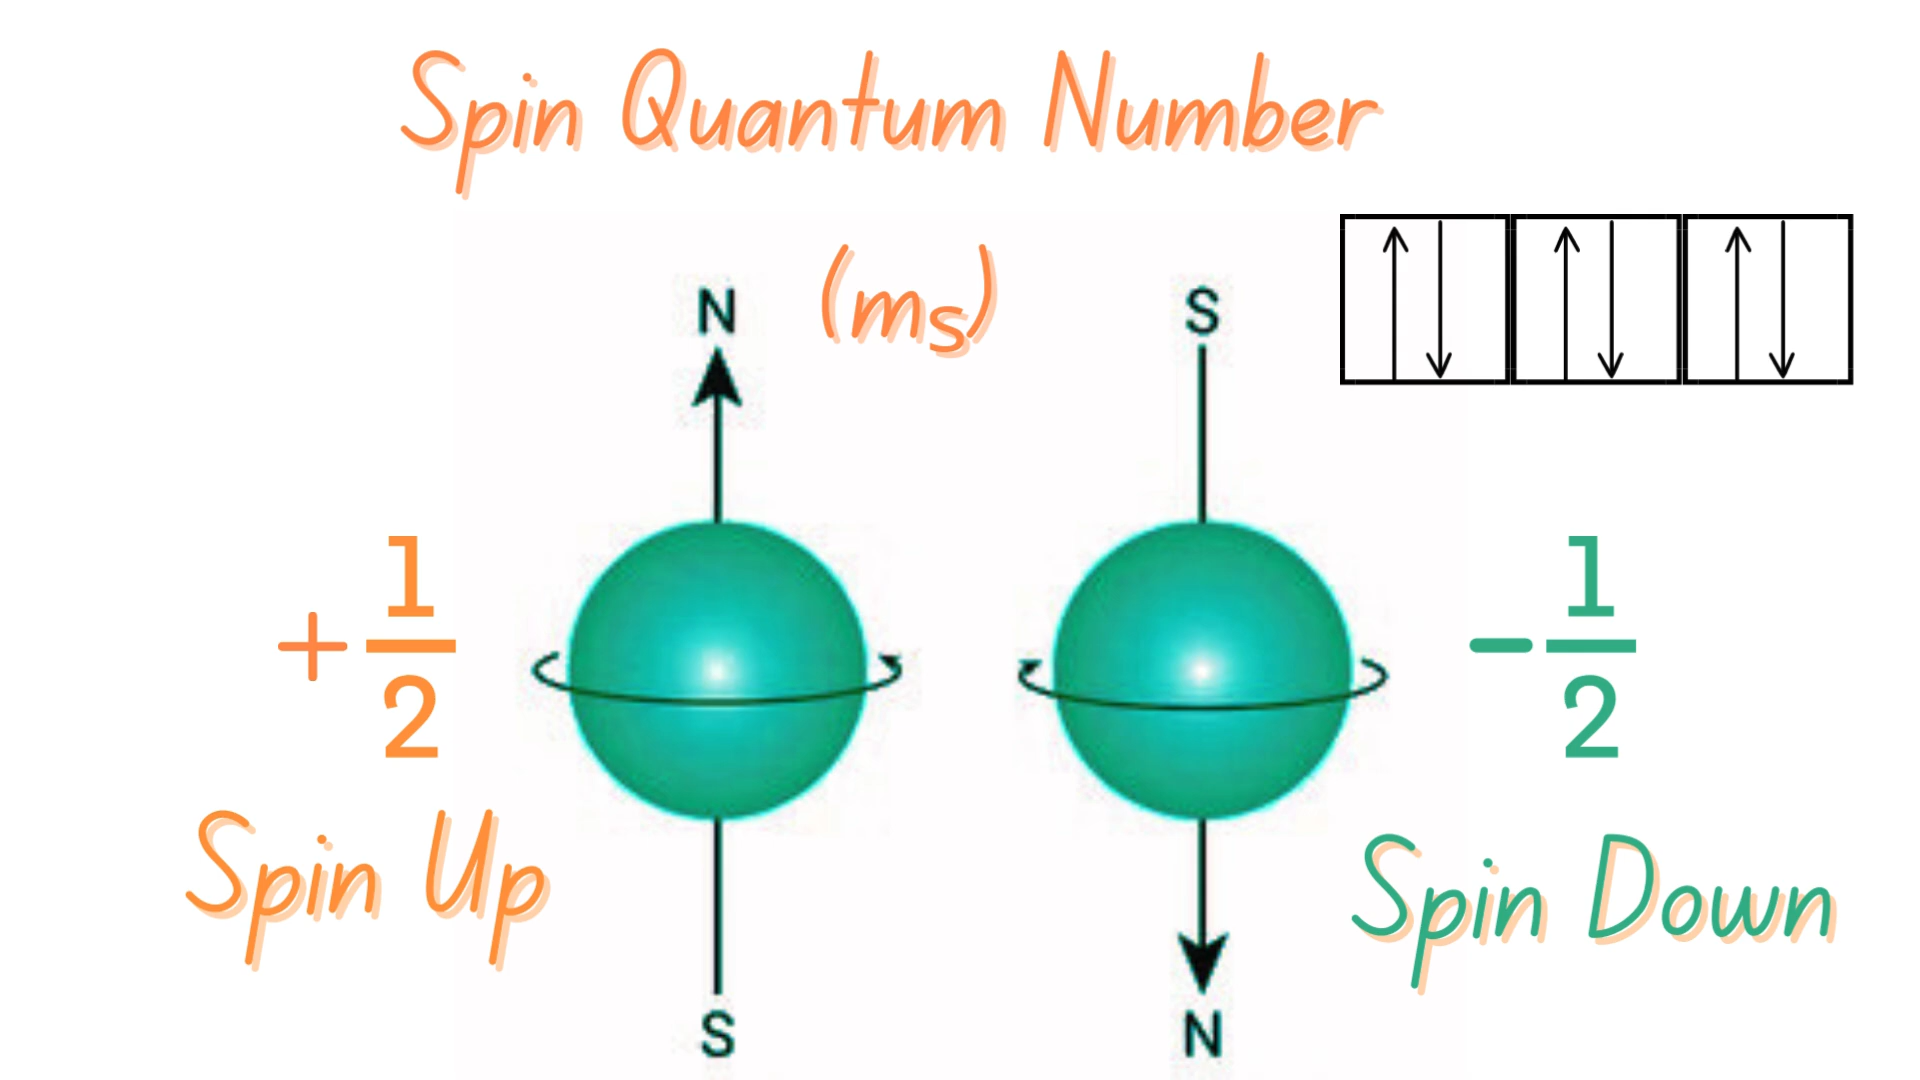 Spin Quantum Number
(ms)
N
S
+ 1/2
- 1/2
Spin Up
Spin Down
S
N